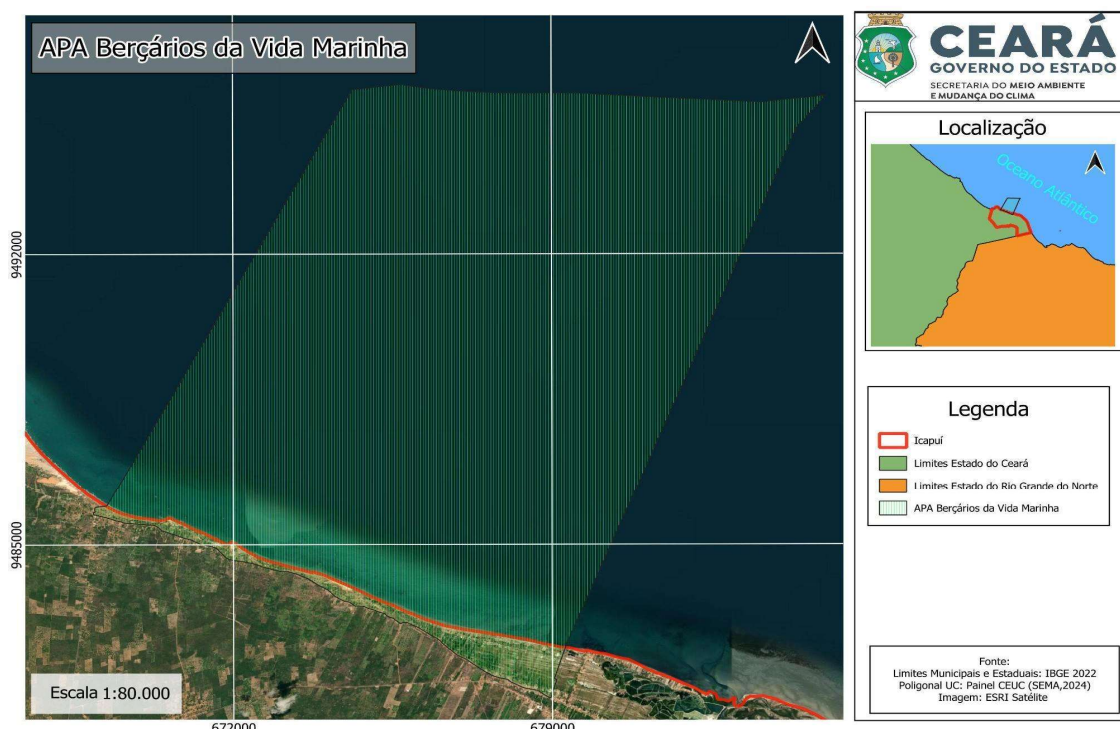 APA Berçários da Vida Marinha
9492000
9485000
Escala 1:80.000
672000
679000
CEARÁ
GOVERNO DO ESTADO
SECRETARIA DO MEIO AMBIENTE
E MUDANÇA DO CLIMA
Localização
Oceano Atlântico
Legenda
Icapuí
Limites Estado do Ceará
Limites Estado do Rio Grande do Norte
APA Berçários da Vida Marinha
Fonte:
Limites Municipais e Estaduais: IBGE 2022
Poligonal UC: Painel CEUC (SEMA,2024)
Imagem: ESRI Satélite